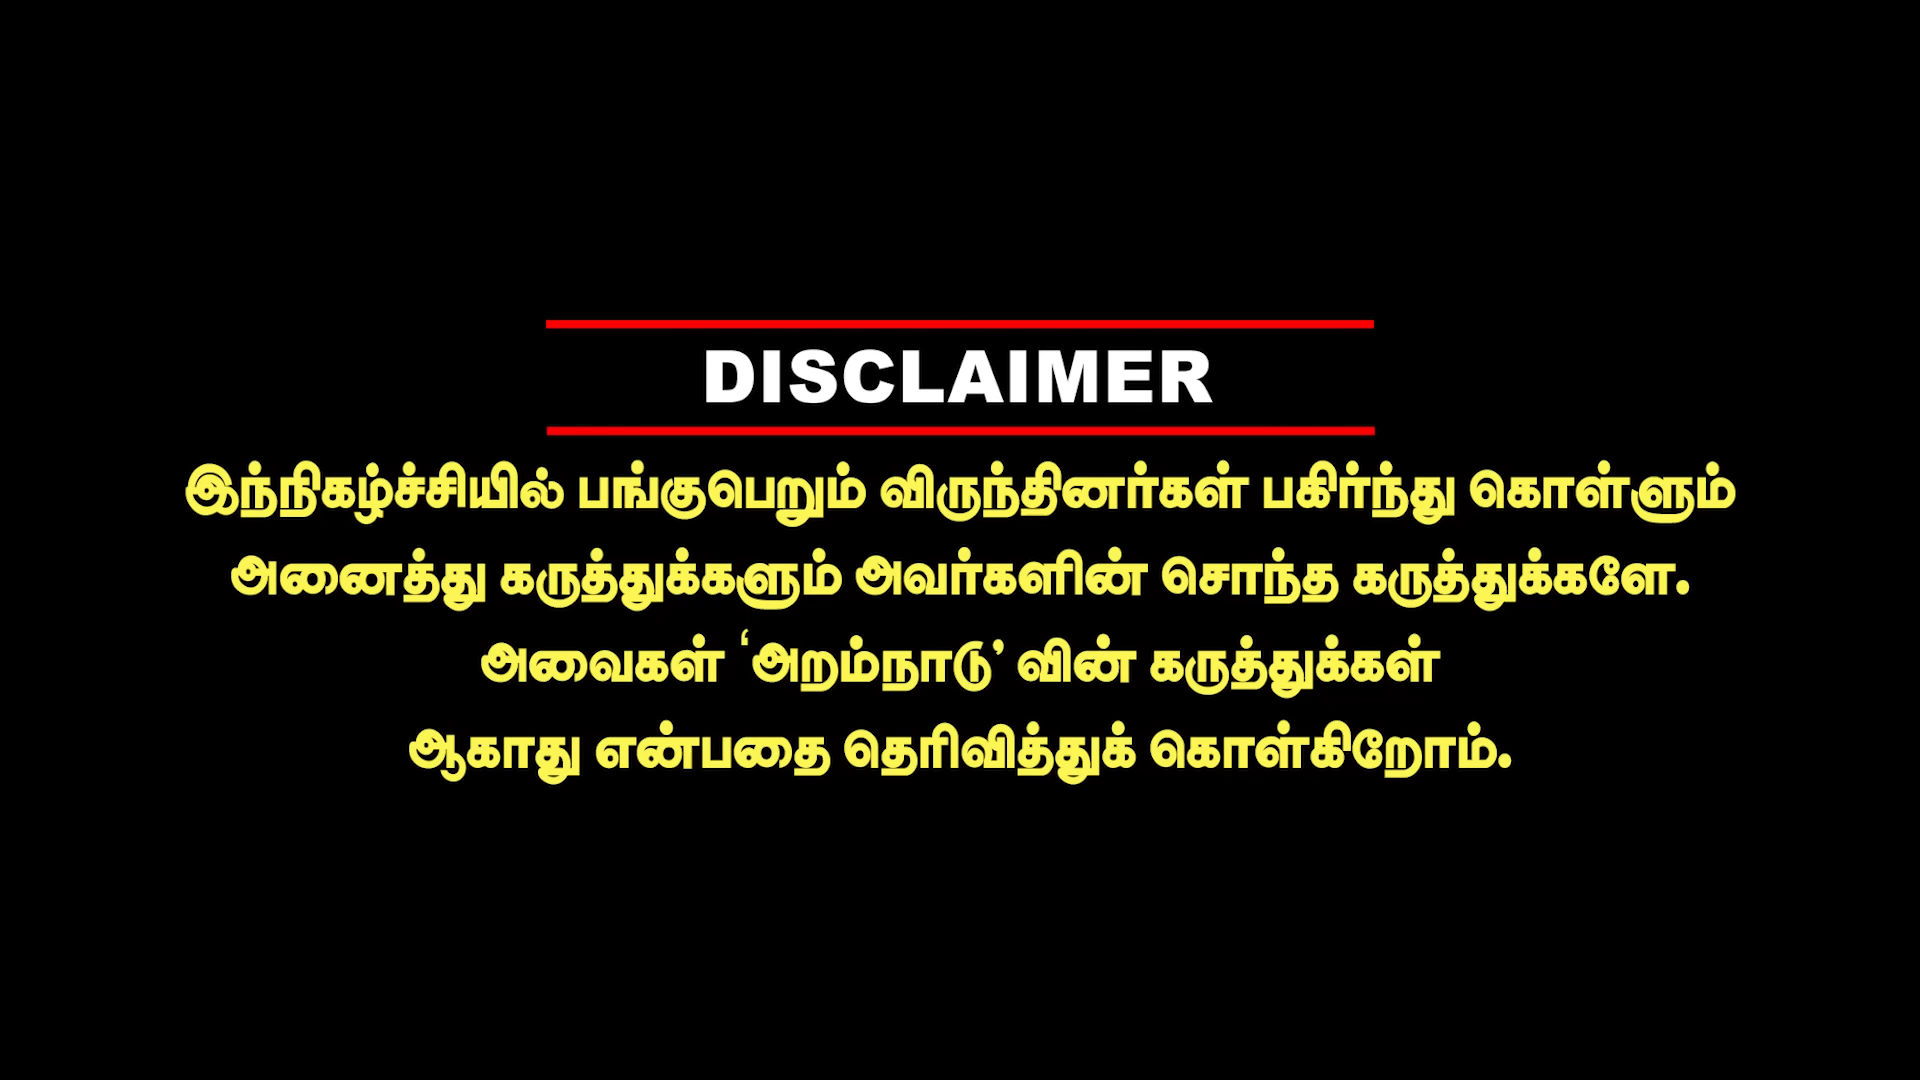 DISCLAIMER
இந்நிகழ்ச்சியில் பங்குபெறும் விருந்தினர்கள் பகிர்ந்து கொள்ளும்
அனைத்து கருத்துக்களும் அவர்களின் சொந்த கருத்துக்களே.
அவைகள் ‘அறம்நாடு’ வின் கருத்துக்கள்
ஆகாது என்பதை தெரிவித்துக் கொள்கிறோம்.